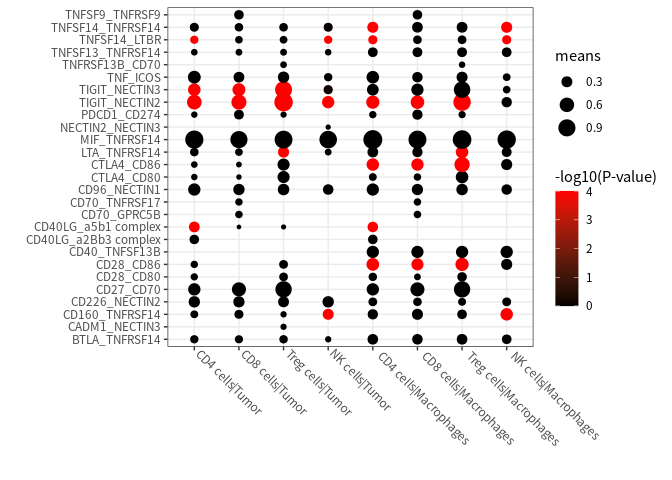 TNFSF9_TNFRSF9
TNFSF14_TNFRSF14
TNFSF14_LTBR
TNFSF13_TNFRSF14
TNFRSF13B_CD70
TNF_ICOS
TIGIT_NECTIN3
TIGIT_NECTIN2
PDCD1_CD274
NECTIN2_NECTIN3
MIF_TNFRSF14
LTA_TNFRSF14
CTLA4_CD86
CTLA4_CD80
CD96_NECTIN1
CD70_TNFRSF17
CD70_GPRC5B
CD40LG_a5b1 complex
CD40LG_a2Bb3 complex
CD40_TNFSF13B
CD28_CD86
CD28_CD80
CD27_CD70
CD226_NECTIN2
CD160_TNFRSF14
CADM1_NECTIN3
BTLA_TNFRSF14
CD4 cells|Tumor
CD8 cells|Tumor
Treg cells|Tumor
NK cells|Tumor
CD4 cells|Macrophages
CD8 cells|Macrophages
Treg cells|Macrophages
NK cells|Macrophages
means
0.3
0.6
0.9
-log10(P-value)
4
3
2
1
0